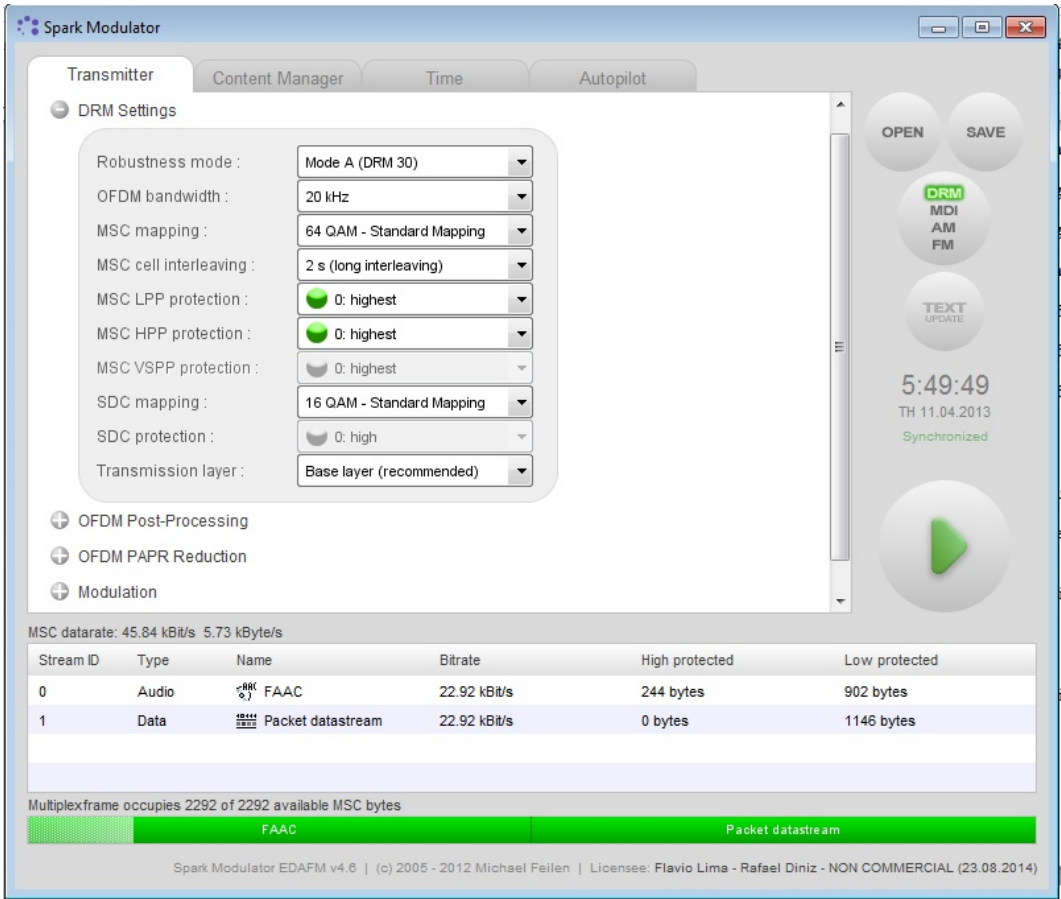 Spark Modulator
Transmitter Content Manager Time Autopilot
DRM Settings
Robustness mode : Mode A (DRM 30)
OFDM bandwidth : 20 kHz
MSC mapping : 64 QAM - Standard Mapping
MSC cell interleaving : 2 s (long interleaving)
MSC LPP protection : 0: highest
MSC HPP protection : 0: highest
MSC VSPP protection : 0: highest
SDC mapping : 16 QAM - Standard Mapping
SDC protection : 0: high
Transmission layer : Base layer (recommended)
OFDM Post-Processing
OFDM PAPR Reduction
Modulation
OPEN SAVE
DRM
MDI
AM
FM
TEXT
UPDATE
5:49:49
TH 11.04.2013
Synchronized
MSC datarate: 45.84 kBit/s 5.73 kByte/s
Stream ID Type Name Bitrate High protected Low protected
0 Audio FAAC 22.92 kBit/s 244 bytes 902 bytes
1 Data Packet datastream 22.92 kBit/s 0 bytes 1146 bytes
Multiplexframe occupies 2292 of 2292 available MSC bytes
FAAC Packet datastream
Spark Modulator EDAFM v4.6 | (c) 2005 - 2012 Michael Feilen | Licensee: Flavio Lima - Rafael Diniz - NON COMMERCIAL (23.08.2014)